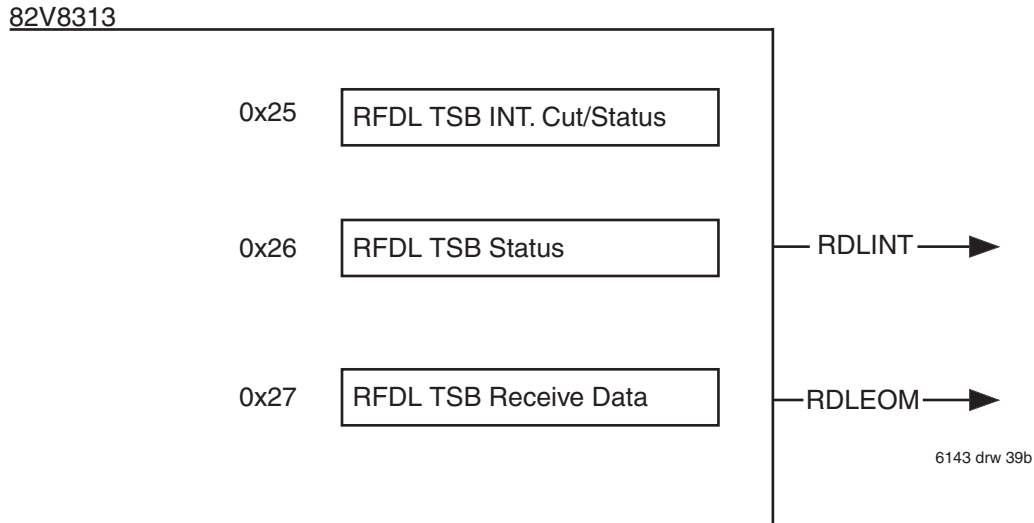 82V8313
0x25 RFDL TSB INT. Cut/Status
0x26 RFDL TSB Status
RDLINT
0x27 RFDL TSB Receive Data
RDLEOM
6143 drw 39b